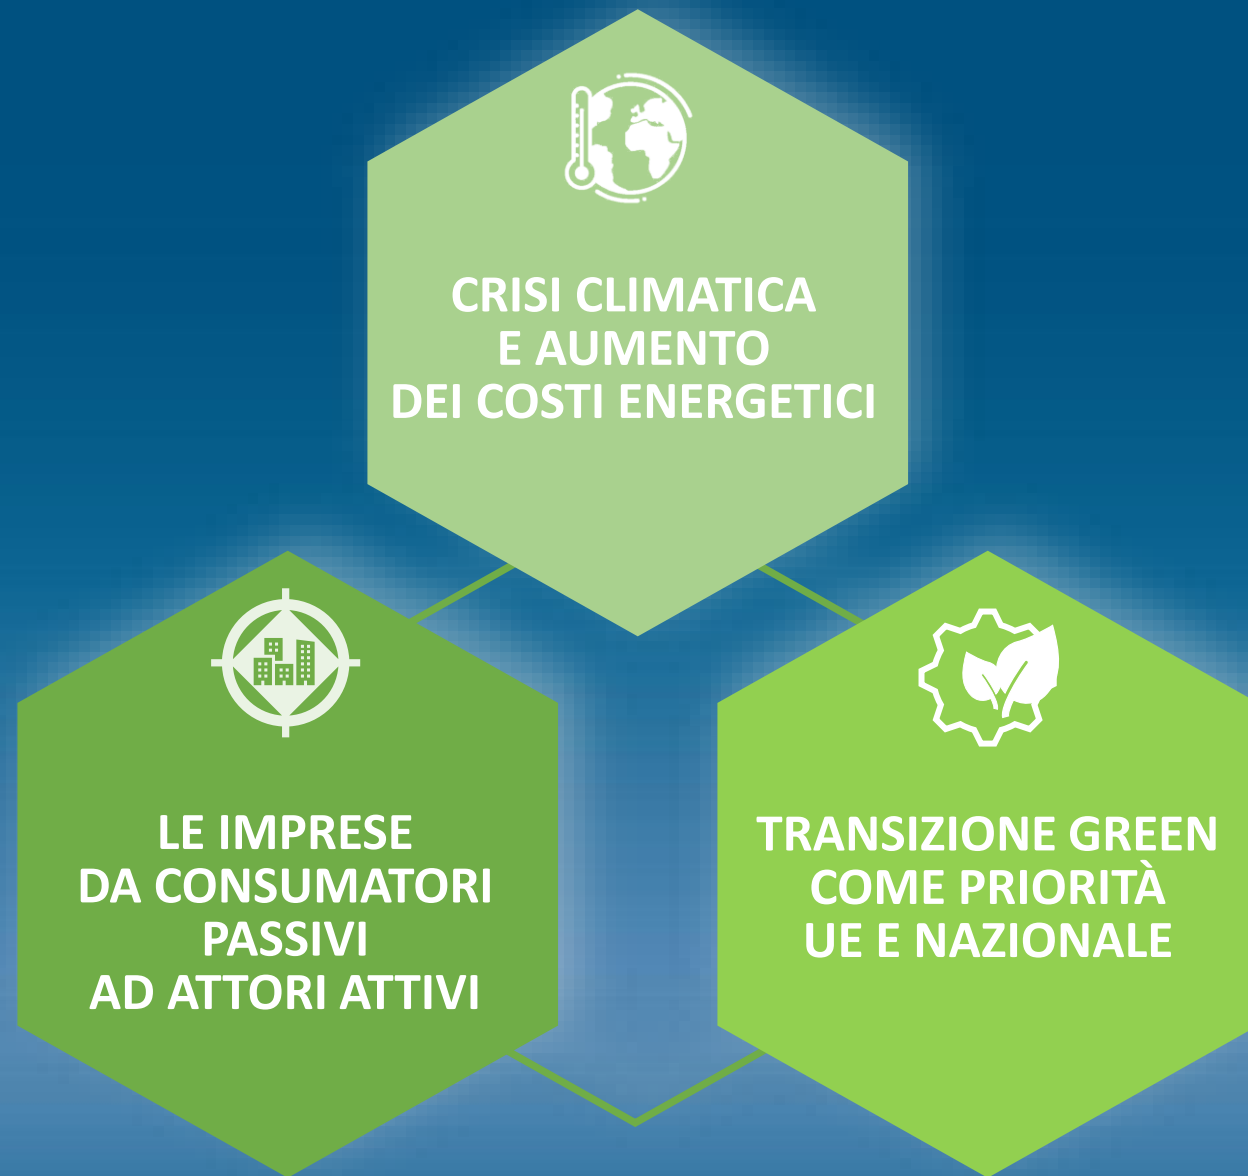 CRISI CLIMATICA
E AUMENTO
DEI COSTI ENERGETICI
LE IMPRESE
DA CONSUMATORI
PASSIVI
AD ATTORI ATTIVI
TRANSIZIONE GREEN
COME PRIORITÀ
UE E NAZIONALE